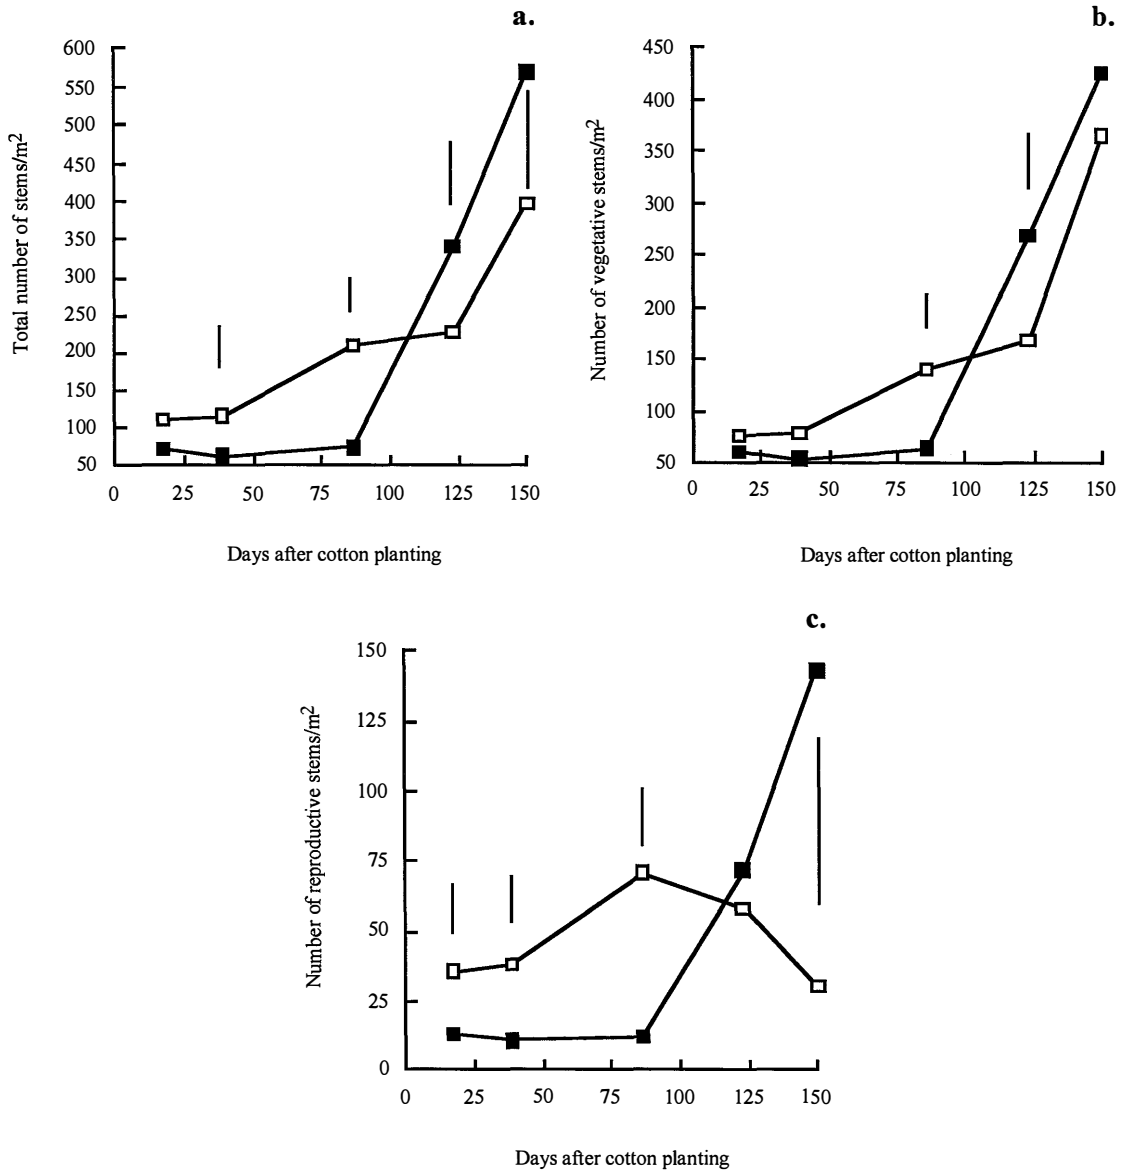 a.
600
550
500
450
400
350
300
250
200
150
100
50
Total number of stems/m2
0 25 50 75 100 125 150
Days after cotton planting
b.
450
400
350
300
250
200
150
100
50
Number of vegetative stems/m2
0 25 50 75 100 125 150
Days after cotton planting
c.
150
125
100
75
50
25
0
Number of reproductive stems/m2
0 25 50 75 100 125 150
Days after cotton planting